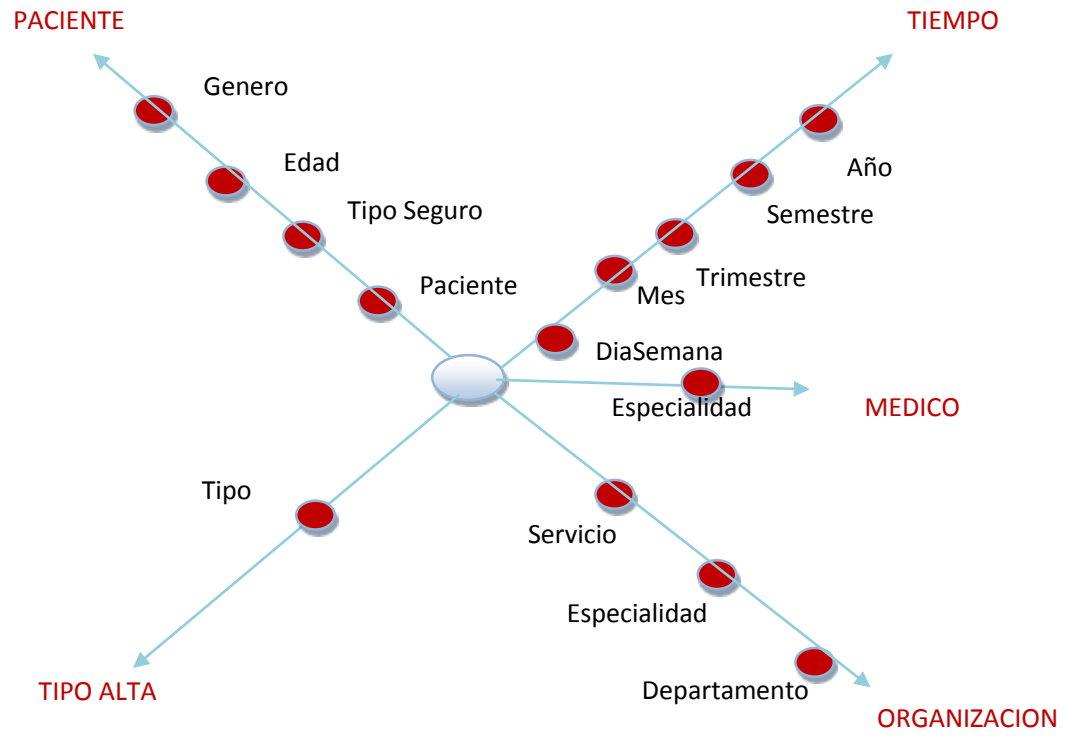 PACIENTE
TIEMPO
Genero
Edad
Año
Tipo Seguro
Semestre
Paciente
Trimestre
Mes
DiaSemana
Especialidad
MEDICO
Tipo
Servicio
Especialidad
TIPO ALTA
Departamento
ORGANIZACION